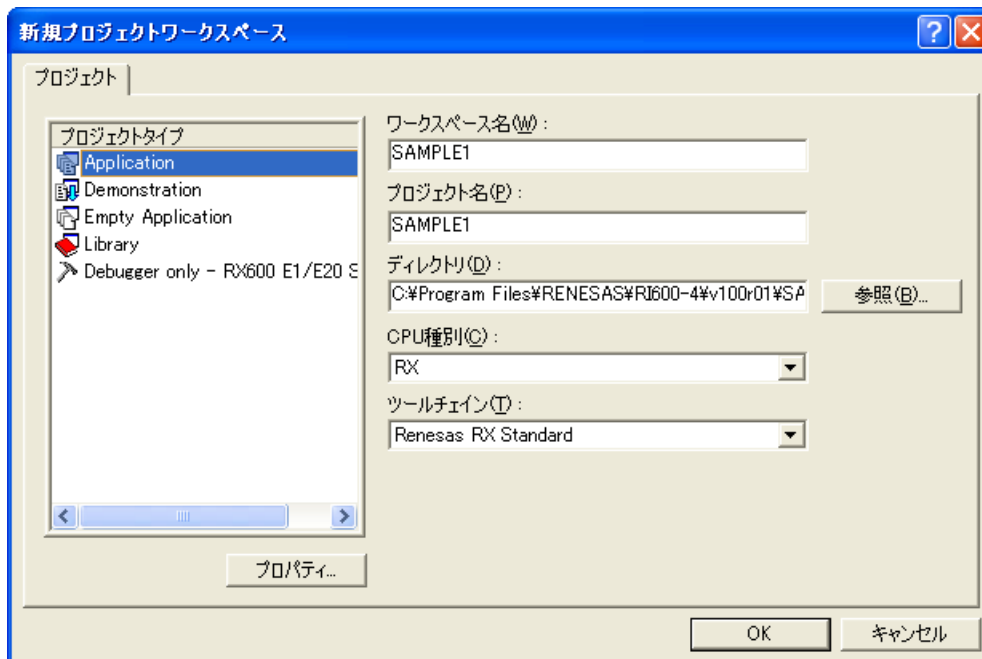 新規プロジェクトワークスペース
プロジェクト
プロジェクトタイプ
Application
Demonstration
Empty Application
Library
Debugger only - RX600 E1/E20 S
プロパティ...
ワークスペース名(W):
SAMPLE1
プロジェクト名(P):
SAMPLE1
ディレクトリ(D):
C:¥Program Files¥RENESAS¥RI600-4¥v100r01¥SA
参照(B)...
CPU種別(C):
RX
ツールチェイン(T):
Renesas RX Standard
OK
キャンセル